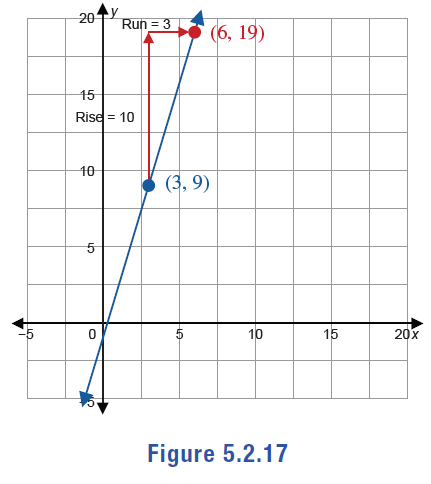 20 y
Run = 3
(6, 19)
15
Rise = 10
10
(3, 9)
5
-5 0 5 10 15 20 x
-5
Figure 5.2.17